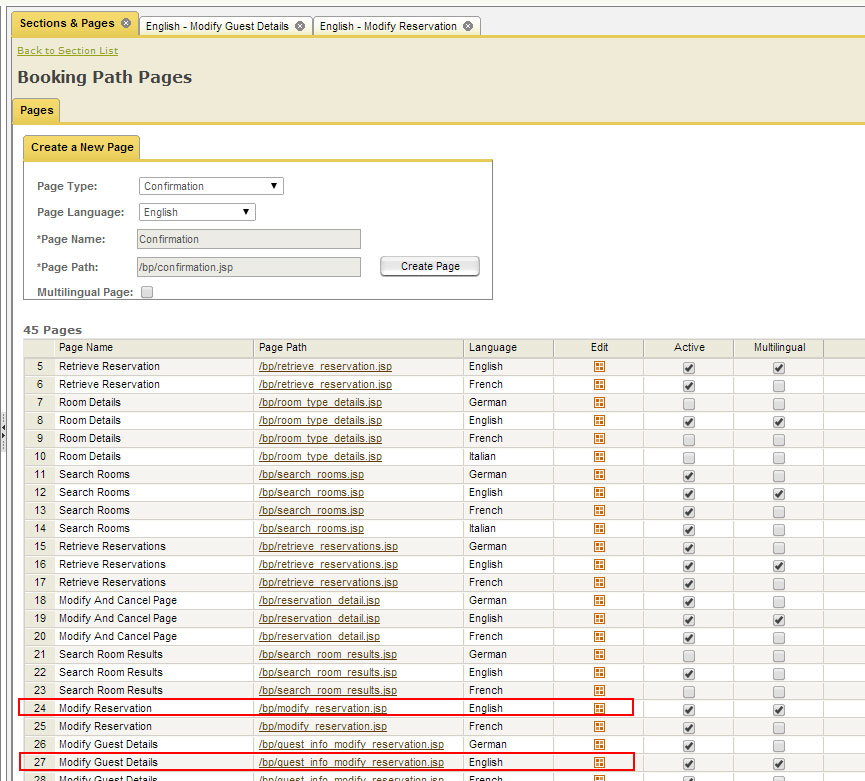 Sections & Pages English - Modify Guest Details English - Modify Reservation
Back to Section List
Booking Path Pages
Pages
Create a New Page
Page Type: Confirmation
Page Language: English
*Page Name: Confirmation
*Page Path: /bp/confirmation.jsp Create Page
Multilingual Page:
45 Pages
Page Name Page Path Language Edit Active Multilingual
5 Retrieve Reservation /bp/retrieve_reservation.jsp English
6 Retrieve Reservation /bp/retrieve_reservation.jsp French
7 Room Details /bp/room_type_details.jsp German
8 Room Details /bp/room_type_details.jsp English
9 Room Details /bp/room_type_details.jsp French
10 Room Details /bp/room_type_details.jsp Italian
11 Search Rooms /bp/search_rooms.jsp German
12 Search Rooms /bp/search_rooms.jsp English
13 Search Rooms /bp/search_rooms.jsp French
14 Search Rooms /bp/search_rooms.jsp Italian
15 Retrieve Reservations /bp/retrieve_reservations.jsp German
16 Retrieve Reservations /bp/retrieve_reservations.jsp English
17 Retrieve Reservations /bp/retrieve_reservations.jsp French
18 Modify And Cancel Page /bp/reservation_detail.jsp German
19 Modify And Cancel Page /bp/reservation_detail.jsp English
20 Modify And Cancel Page /bp/reservation_detail.jsp French
21 Search Room Results /bp/search_room_results.jsp German
22 Search Room Results /bp/search_room_results.jsp English
23 Search Room Results /bp/search_room_results.jsp French
24 Modify Reservation /bp/modify_reservation.jsp English
25 Modify Reservation /bp/modify_reservation.jsp French
26 Modify Guest Details /bp/guest_info_modify_reservation.jsp German
27 Modify Guest Details /bp/guest_info_modify_reservation.jsp English
28 Modify Guest Details /bp/guest_info_modify_reservation.jsp French